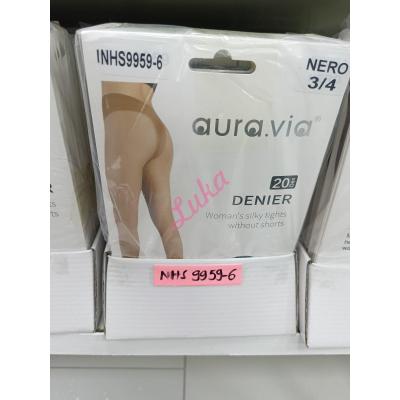 INHS9959-6
NERO
3/4
aura.via®
20
DENIER
Woman's silky tights
without shorts
Luka
NHS 9959-6